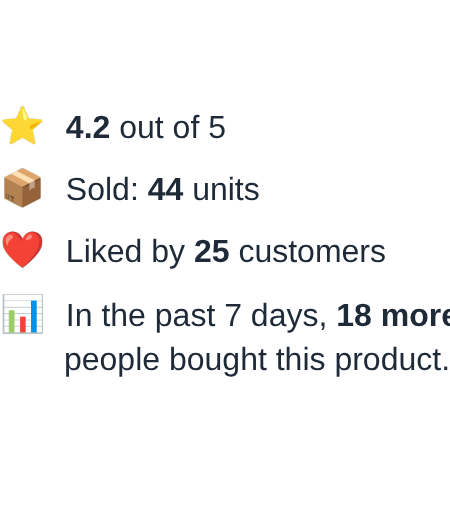 4.2 out of 5
Sold: 44 units
Liked by 25 customers
In the past 7 days, 18 more
people bought this product.